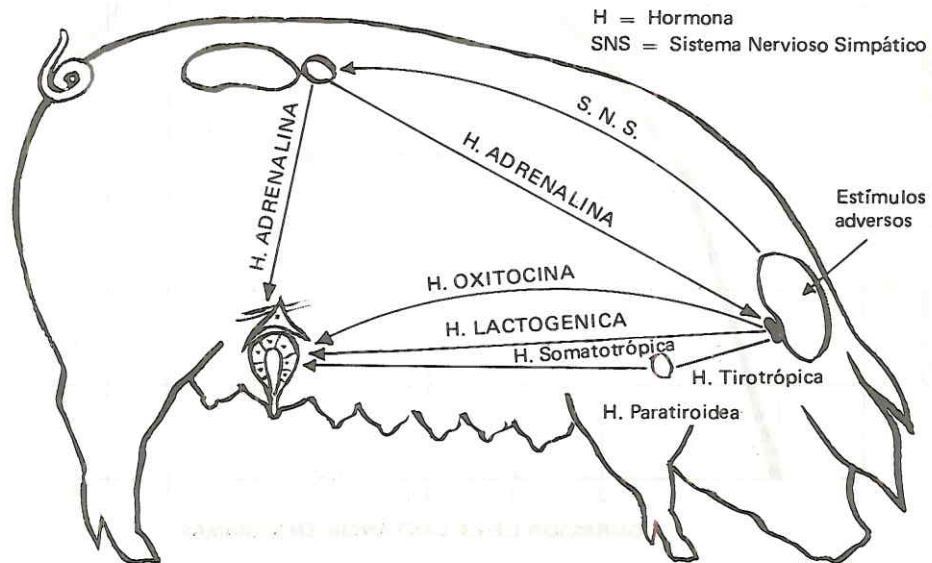 H = Hormona
SNS = Sistema Nervioso Simpático
S. N. S.
H. ADRENALINA
H. ADRENALINA
Estímulos
adversos
H. OXITOCINA
H. LACTOGENICA
H. Somatotrópica
H. Tirotrópica
H. Paratiroidea